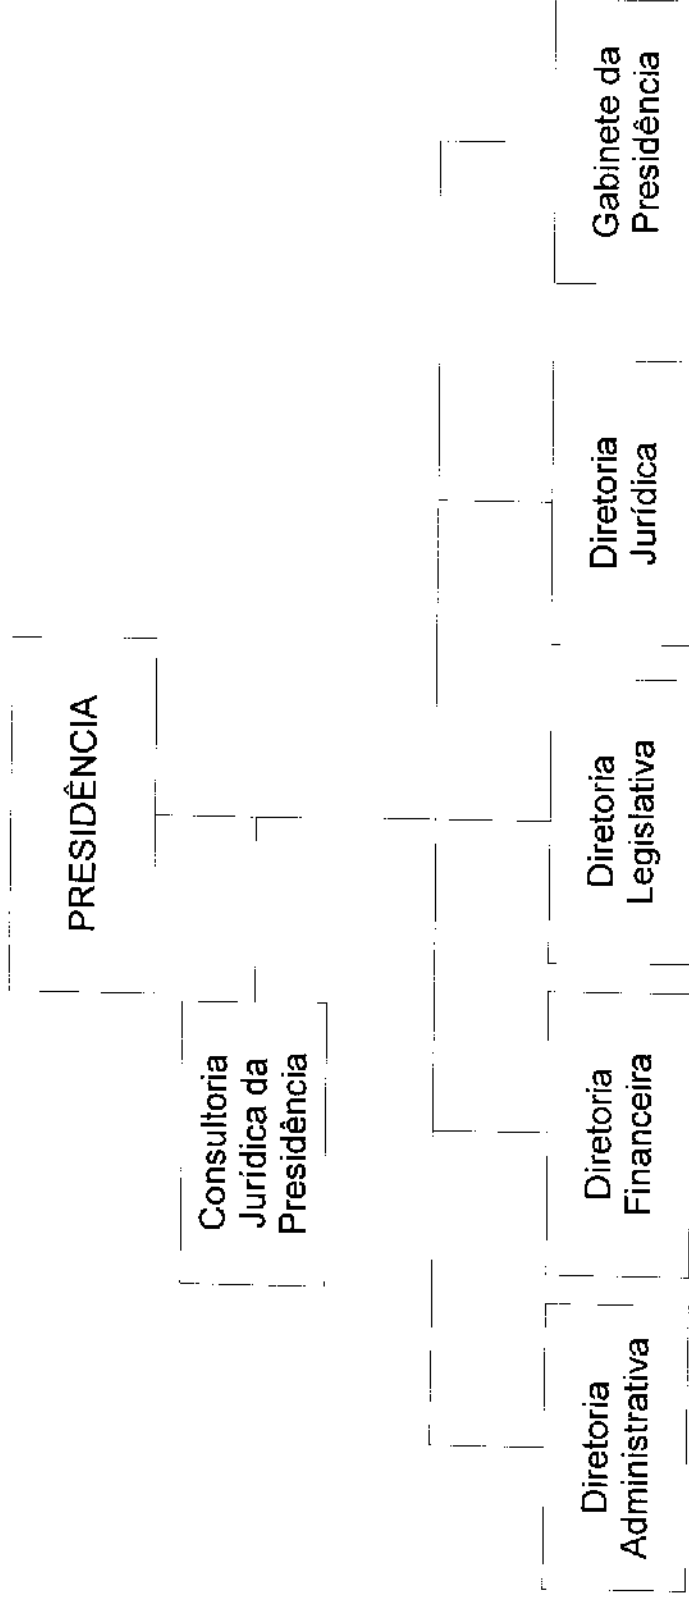 PRESIDÊNCIA
Consultoria
Jurídica da
Presidência
Diretoria
Administrativa
Diretoria
Financeira
Diretoria
Legislativa
Diretoria
Jurídica
Gabinete da
Presidência